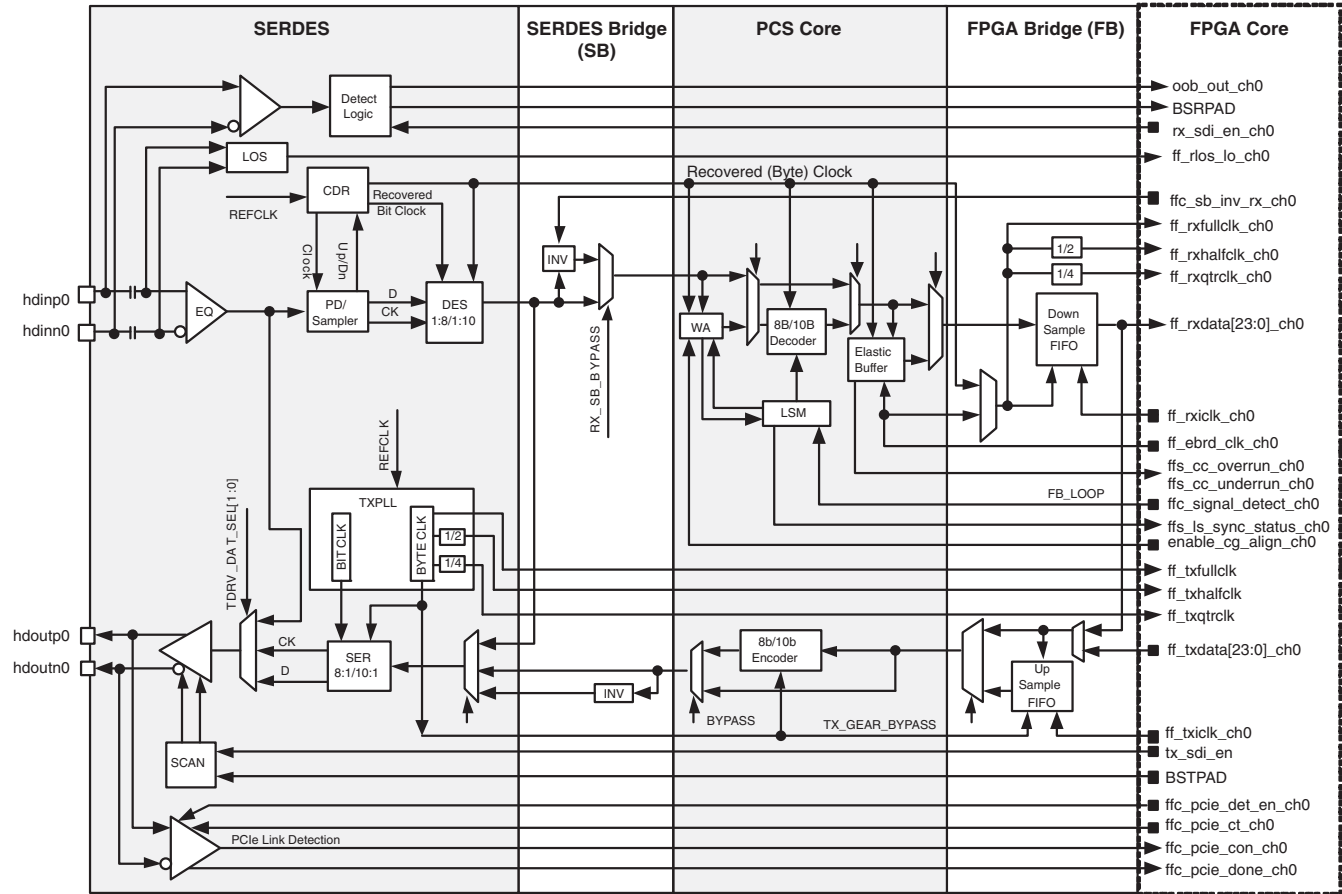 SERDES
SERDES Bridge
(SB)
PCS Core
FPGA Bridge (FB)
FPGA Core
Detect
Logic
oob_out_ch0
BSRPAD
rx_sdi_en_ch0
LOS
ff_rlos_lo_ch0
CDR
REFCLK
Recovered
Bit Clock
Recovered (Byte) Clock
ffc_sb_inv_rx_ch0
ff_rxfullclk_ch0
1/2
ff_rxhalfclk_ch0
1/4
ff_rxqtrclk_ch0
Clock
Up/Dn
INV
hdinp0
hdinn0
EQ
PD/
Sampler
D
CK
DES
1:8/1:10
WA
8B/10B
Decoder
Elastic
Buffer
Down
Sample
FIFO
ff_rxdata[23:0]_ch0
RX_SB_BYPASS
LSM
ff_rxiclk_ch0
ff_ebrd_clk_ch0
ffs_cc_overrun_ch0
ffs_cc_underrun_ch0
FB_LOOP
ffc_signal_detect_ch0
ffs_ls_sync_status_ch0
enable_cg_align_ch0
REFCLK
TXPLL
BIT CLK
BYTE CLK
1/2
1/4
TDRV_DAT_SEL[1:0]
ff_txfullclk
ff_txhalfclk
ff_txqtrclk
hdoutp0
hdoutn0
CK
D
SER
8:1/10:1
INV
8b/10b
Encoder
BYPASS
TX_GEAR_BYPASS
Up
Sample
FIFO
ff_txdata[23:0]_ch0
ff_txiclk_ch0
tx_sdi_en
SCAN
BSTPAD
ffc_pcie_det_en_ch0
ffc_pcie_ct_ch0
PCIe Link Detection
ffc_pcie_con_ch0
ffc_pcie_done_ch0